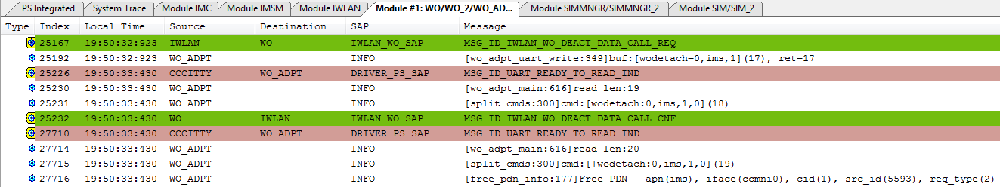 PS Integrated System Trace Module IMC Module IMSM Module IWLAN Module #1: WO/WO_2/WO_AD... Module SIMMNGR/SIMMNGR_2 Module SIM/SIM_2
Type Index Local Time Source Destination SAP Message
25167 19:50:32:923 IWLAN WO IWLAN_WO_SAP MSG_ID_IWLAN_WO_DEACT_DATA_CALL_REQ
25192 19:50:32:923 WO_ADPT INFO [wo_adpt_uart_write:349]buf:[wodetach=0,ims,1](17), ret=17
25226 19:50:33:430 CCCITTY WO_ADPT DRIVER_PS_SAP MSG_ID_UART_READY_TO_READ_IND
25230 19:50:33:430 WO_ADPT INFO [wo_adpt_main:616]read len:19
25231 19:50:33:430 WO_ADPT INFO [split_cmds:300]cmd:[wodetach:0,ims,1,0](18)
25232 19:50:33:430 WO IWLAN IWLAN_WO_SAP MSG_ID_IWLAN_WO_DEACT_DATA_CALL_CNF
27710 19:50:33:430 CCCITTY WO_ADPT DRIVER_PS_SAP MSG_ID_UART_READY_TO_READ_IND
27714 19:50:33:430 WO_ADPT INFO [wo_adpt_main:616]read len:20
27715 19:50:33:430 WO_ADPT INFO [split_cmds:300]cmd:[+wodetach:0,ims,1,0](19)
27716 19:50:33:430 WO_ADPT INFO [free_pdn_info:177]Free PDN - apn(ims), iface(ccmni0), cid(1), src_id(5593), req_type(2)